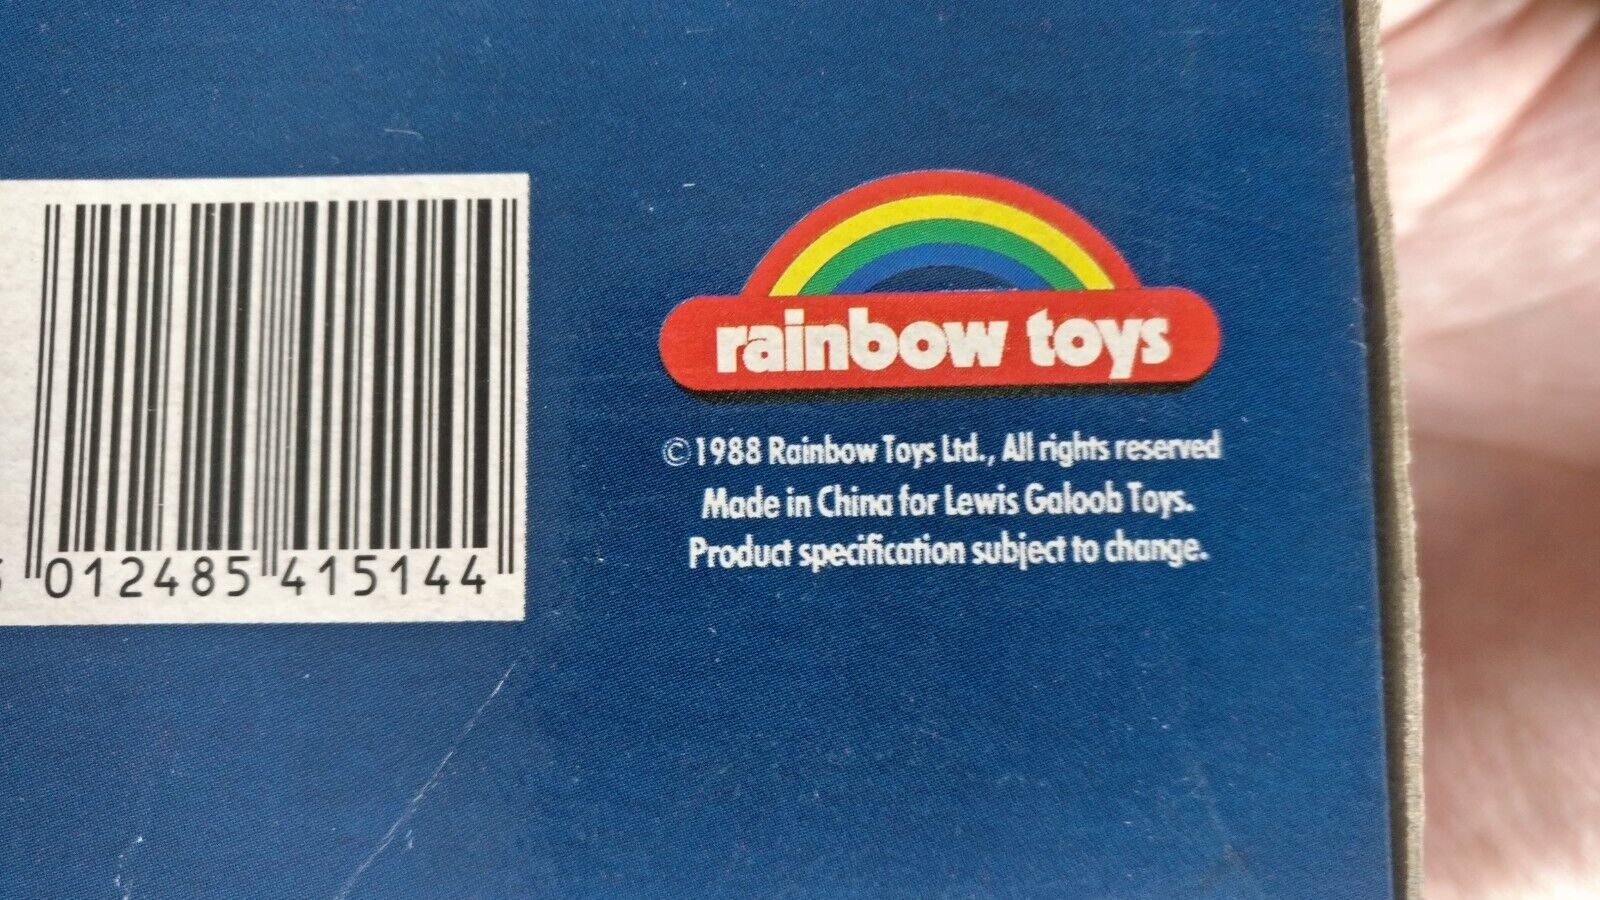 rainbow toys
© 1988 Rainbow Toys Ltd., All rights reserved
Made in China for Lewis Galoob Toys.
Product specification subject to change.
012485 415144